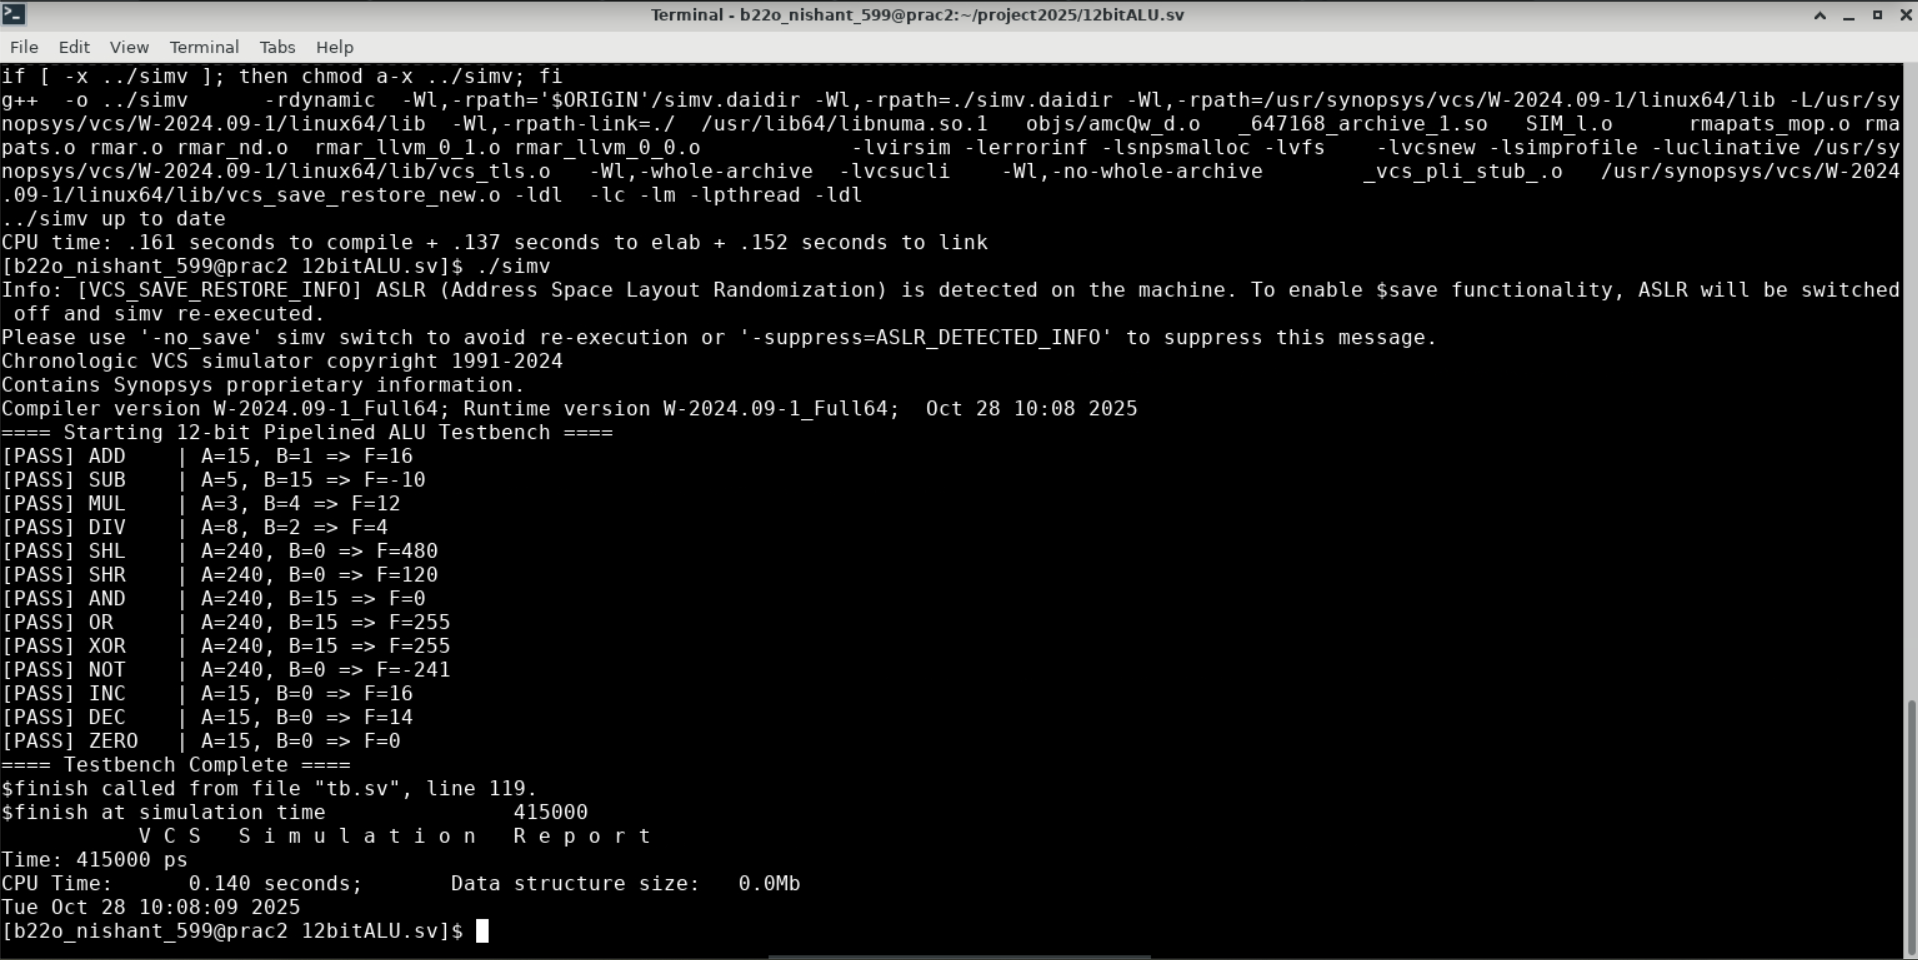 Terminal - b22o_nishant_599@prac2:~/project2025/12bitALU.sv
File Edit View Terminal Tabs Help
if [ -x ../simv ]; then chmod a-x ../simv; fi
g++  -o ../simv      -rdynamic  -Wl,-rpath='$ORIGIN'/simv.daidir -Wl,-rpath=./simv.daidir -Wl,-rpath=/usr/synopsys/vcs/W-2024.09-1/linux64/lib -L/usr/sy
nopsys/vcs/W-2024.09-1/linux64/lib  -Wl,-rpath-link=./  /usr/lib64/libnuma.so.1   objs/amcQw_d.o   _647168_archive_1.so   SIM_l.o      rmapats_mop.o rma
pats.o rmar.o rmar_nd.o  rmar_llvm_0_1.o rmar_llvm_0_0.o            -lvirsim -lerrorinf -lsnpsmalloc -lvfs    -lvcsnew -lsimprofile -luclinative /usr/sy
nopsys/vcs/W-2024.09-1/linux64/lib/vcs_tls.o   -Wl,-whole-archive  -lvcsucli    -Wl,-no-whole-archive        _vcs_pli_stub_.o   /usr/synopsys/vcs/W-2024
.09-1/linux64/lib/vcs_save_restore_new.o -ldl  -lc -lm -lpthread -ldl
../simv up to date
CPU time: .161 seconds to compile + .137 seconds to elab + .152 seconds to link
[b22o_nishant_599@prac2 12bitALU.sv]$ ./simv
Info: [VCS_SAVE_RESTORE_INFO] ASLR (Address Space Layout Randomization) is detected on the machine. To enable $save functionality, ASLR will be switched
 off and simv re-executed.
Please use '-no_save' simv switch to avoid re-execution or '-suppress=ASLR_DETECTED_INFO' to suppress this message.
Chronologic VCS simulator copyright 1991-2024
Contains Synopsys proprietary information.
Compiler version W-2024.09-1_Full64; Runtime version W-2024.09-1_Full64;  Oct 28 10:08 2025
==== Starting 12-bit Pipelined ALU Testbench ====
[PASS] ADD    | A=15, B=1 => F=16
[PASS] SUB    | A=5, B=15 => F=-10
[PASS] MUL    | A=3, B=4 => F=12
[PASS] DIV    | A=8, B=2 => F=4
[PASS] SHL    | A=240, B=0 => F=480
[PASS] SHR    | A=240, B=0 => F=120
[PASS] AND    | A=240, B=15 => F=0
[PASS] OR     | A=240, B=15 => F=255
[PASS] XOR    | A=240, B=15 => F=255
[PASS] NOT    | A=240, B=0 => F=-241
[PASS] INC    | A=15, B=0 => F=16
[PASS] DEC    | A=15, B=0 => F=14
[PASS] ZERO   | A=15, B=0 => F=0
==== Testbench Complete ====
$finish called from file "tb.sv", line 119.
$finish at simulation time               415000
           V C S   S i m u l a t i o n   R e p o r t
Time: 415000 ps
CPU Time:      0.140 seconds;       Data structure size:   0.0Mb
Tue Oct 28 10:08:09 2025
[b22o_nishant_599@prac2 12bitALU.sv]$